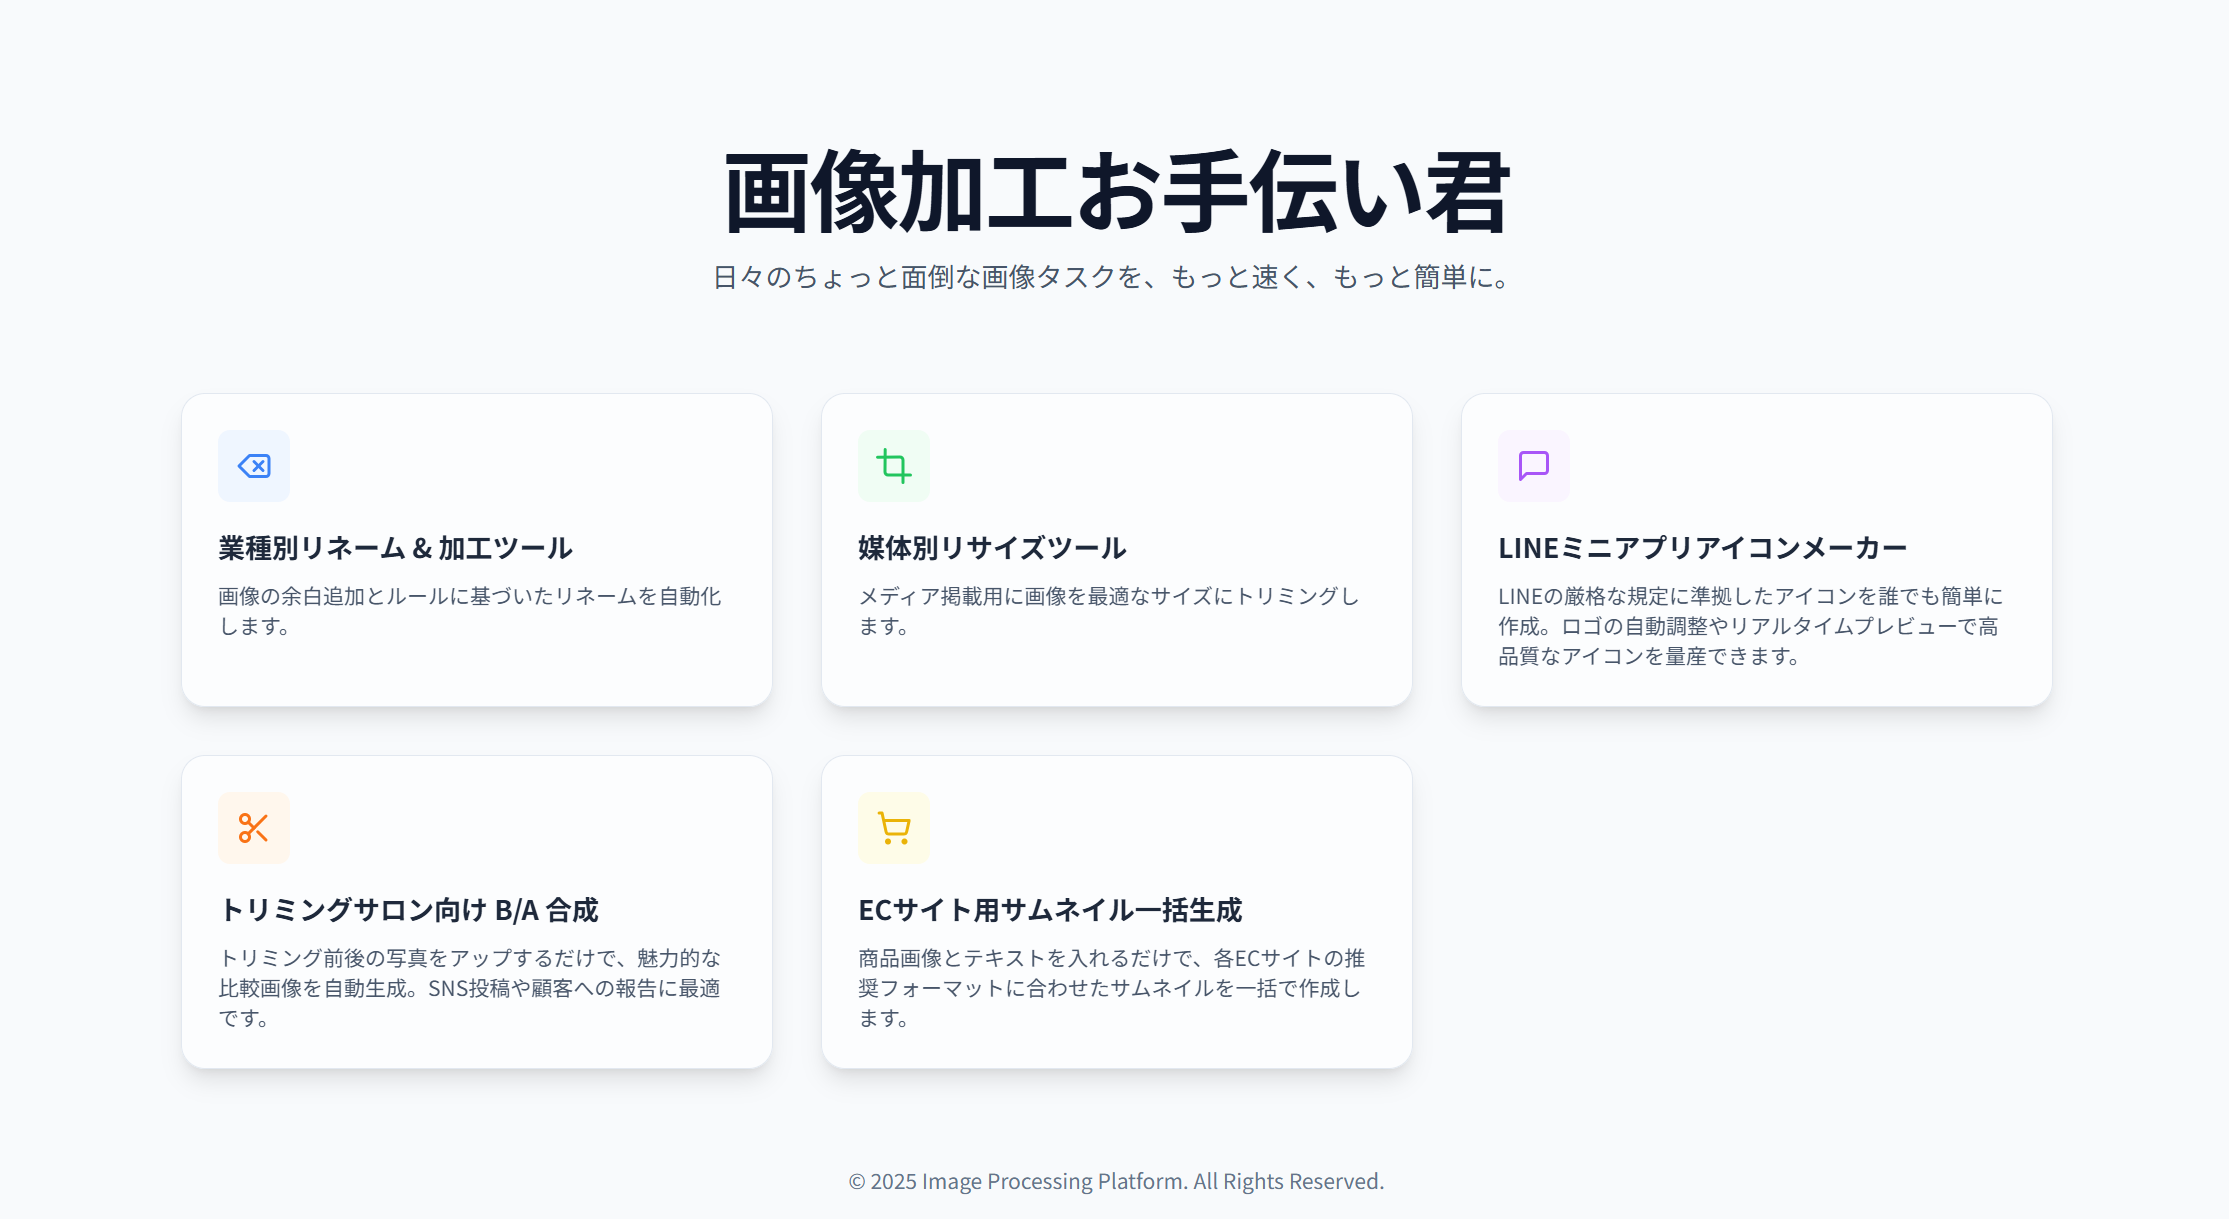 画像加工お手伝い君
日々のちょっと面倒な画像タスクを、もっと速く、もっと簡単に。
業種別リネーム & 加工ツール
画像の余白追加とルールに基づいたリネームを自動化
します。
媒体別リサイズツール
メディア掲載用に画像を最適なサイズにトリミングし
ます。
LINEミニアプリアイコンメーカー
LINEの厳格な規定に準拠したアイコンを誰でも簡単に
作成。ロゴの自動調整やリアルタイムプレビューで高
品質なアイコンを量産できます。
トリミングサロン向け B/A 合成
トリミング前後の写真をアップするだけで、魅力的な
比較画像を自動生成。SNS投稿や顧客への報告に最適
です。
ECサイト用サムネイル一括生成
商品画像とテキストを入れるだけで、各ECサイトの推
奨フォーマットに合わせたサムネイルを一括で作成し
ます。
© 2025 Image Processing Platform. All Rights Reserved.